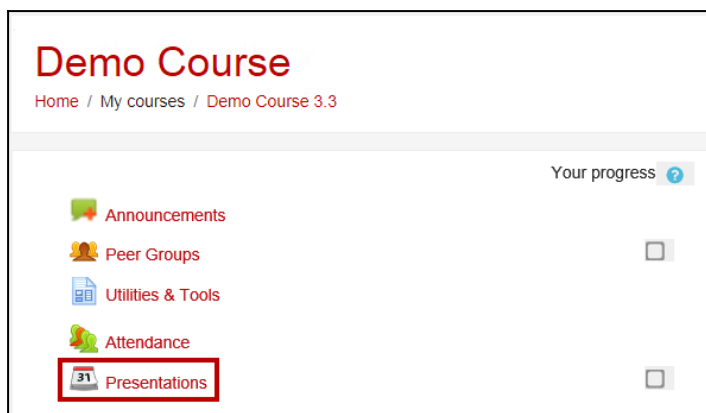 Demo Course
Home / My courses / Demo Course 3.3
Your progress ?
Announcements
Peer Groups
Utilities & Tools
Attendance
31 Presentations